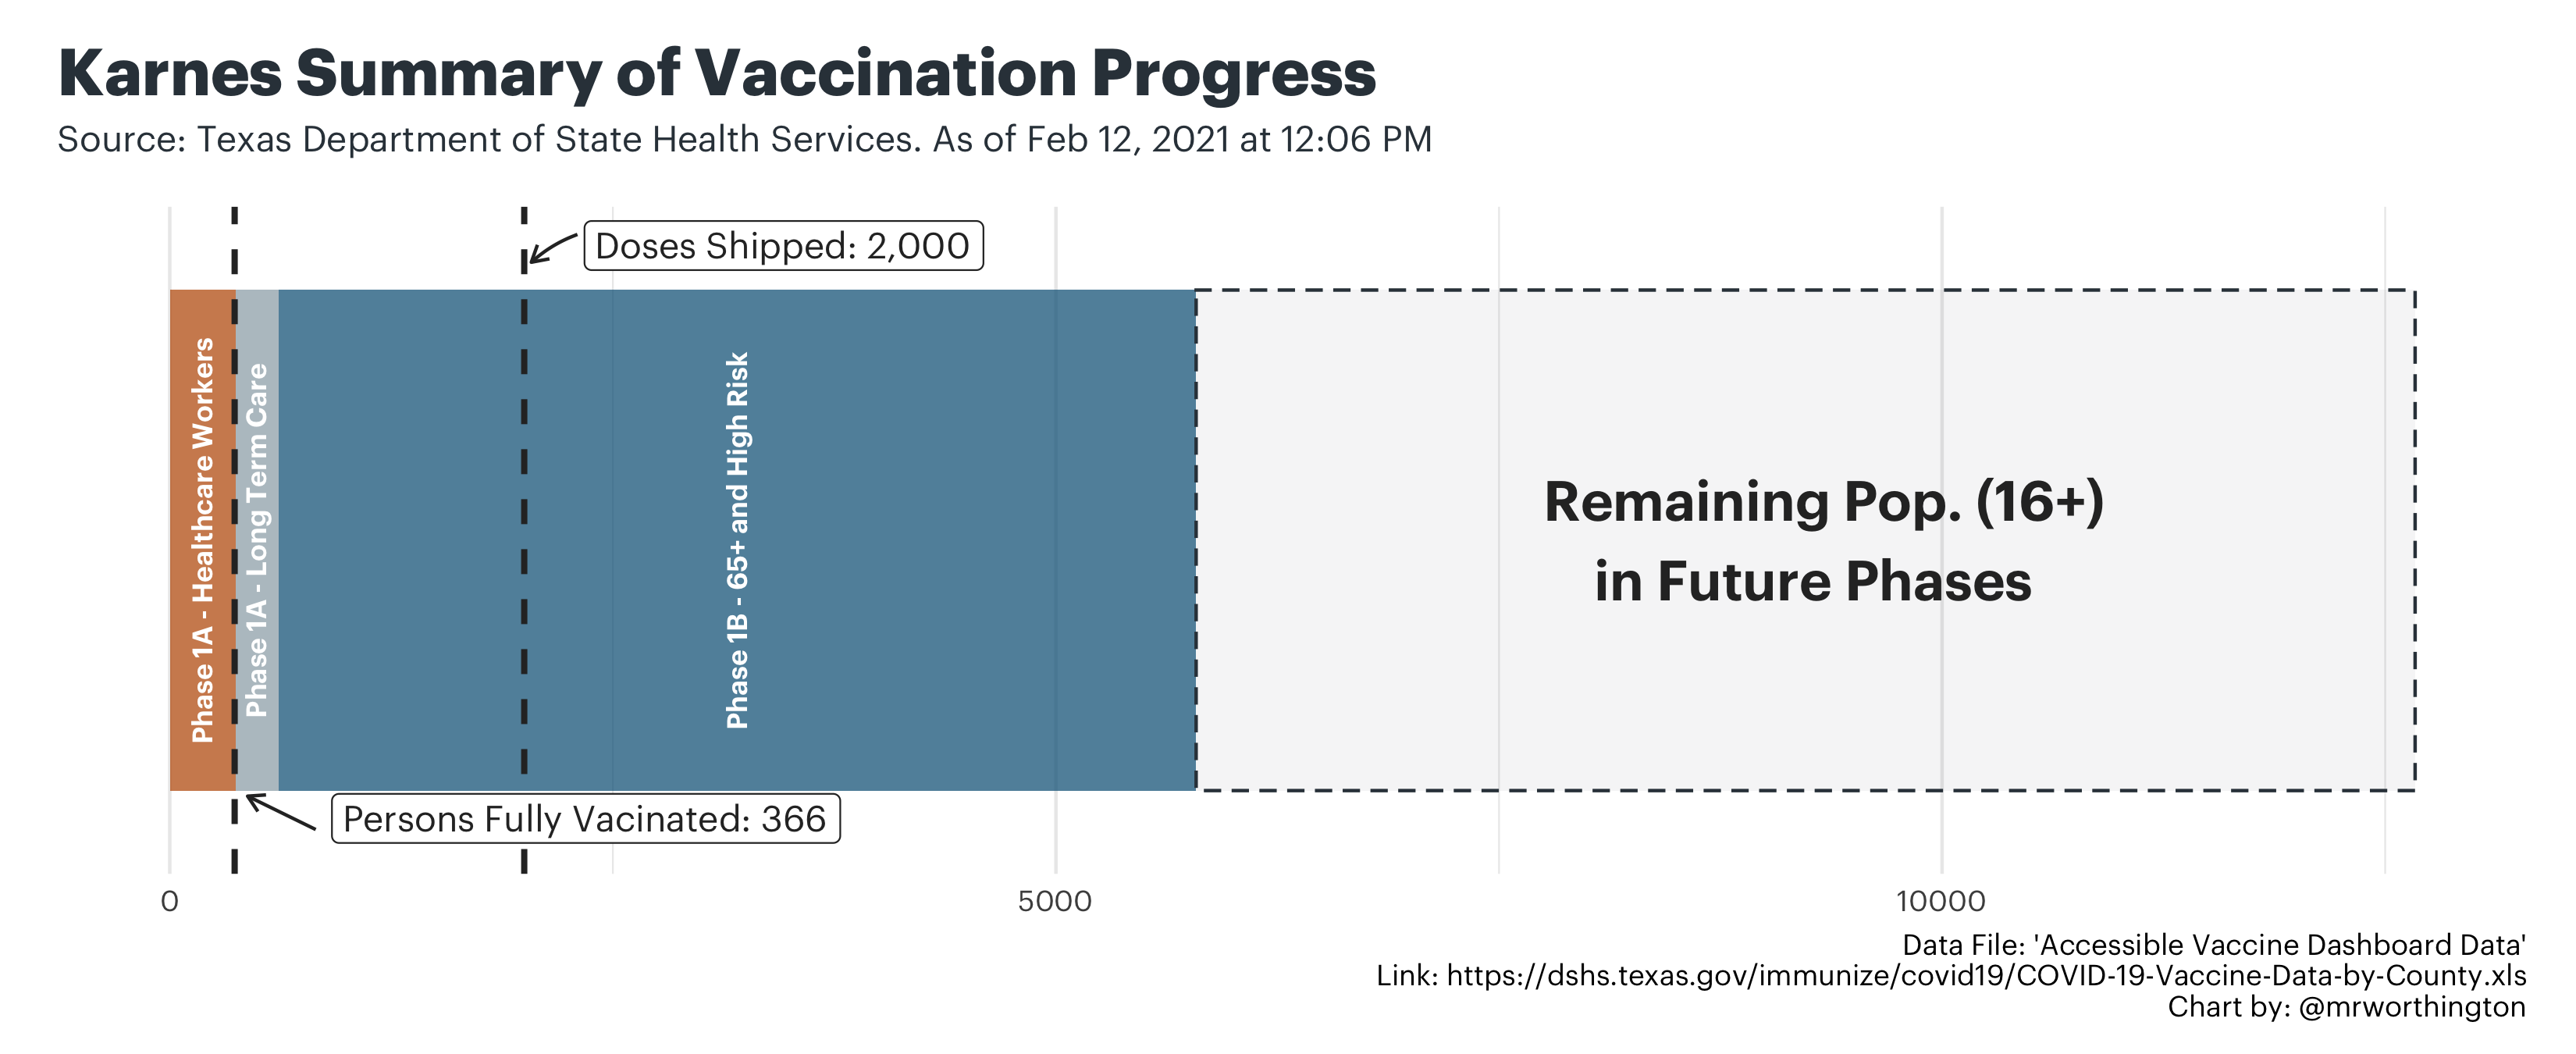 Karnes Summary of Vaccination Progress
Source: Texas Department of State Health Services. As of Feb 12, 2021 at 12:06 PM
Doses Shipped: 2,000
Phase 1A - Healthcare Workers
Phase 1A - Long Term Care
Phase 1B - 65+ and High Risk
Remaining Pop. (16+)
in Future Phases
Persons Fully Vacinated: 366
0
5000
10000
Data File: 'Accessible Vaccine Dashboard Data'
Link: https://dshs.texas.gov/immunize/covid19/COVID-19-Vaccine-Data-by-County.xls
Chart by: @mrworthington